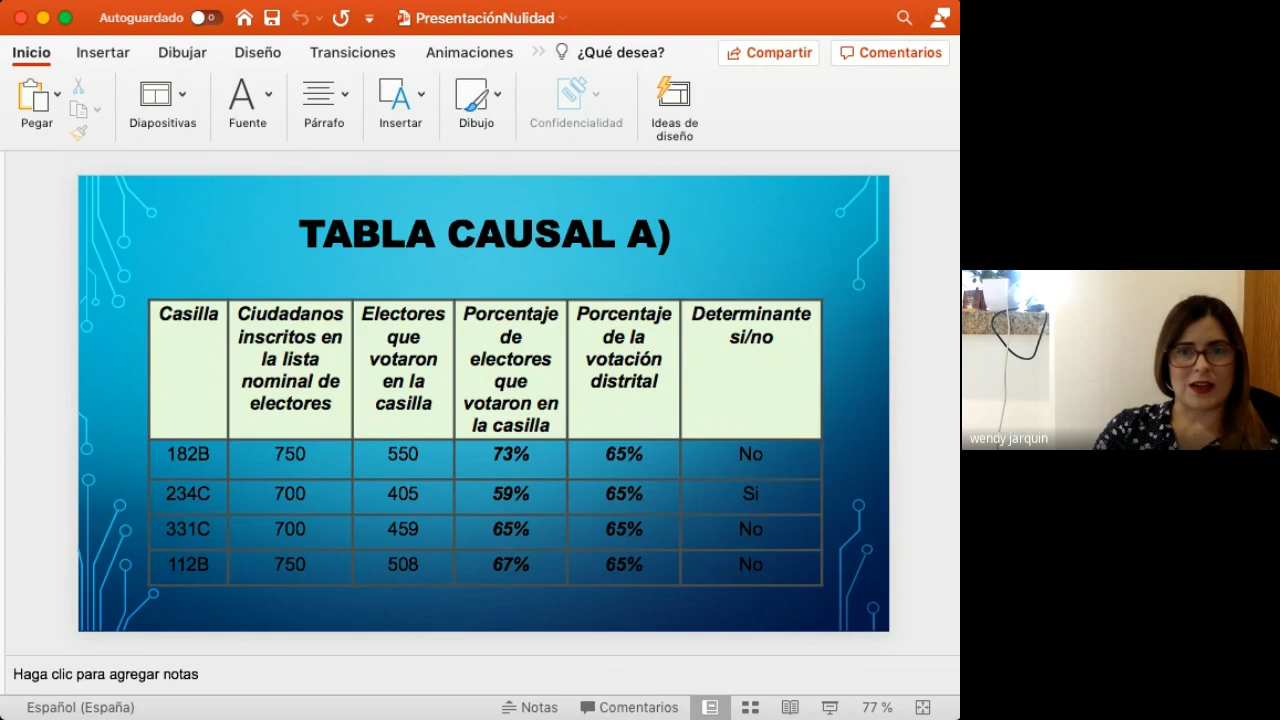 Autoguardado
PresentaciónNulidad
Inicio Insertar Dibujar Diseño Transiciones Animaciones ¿Qué desea? Compartir Comentarios
Pegar Diapositivas Fuente Párrafo Insertar Dibujo Confidencialidad Ideas de
diseño
TABLA CAUSAL A)
Casilla Ciudadanos Electores Porcentaje Porcentaje Determinante
inscritos en que de de la si/no
la lista votaron electores votación
nominal de en la que distrital
electores casilla votaron en
la casilla
182B 750 550 73% 65% No
234C 700 405 59% 65% Si
331C 700 459 65% 65% No
112B 750 508 67% 65% No
wendy jarquin
Haga clic para agregar notas
Español (España) Notas Comentarios 77 %